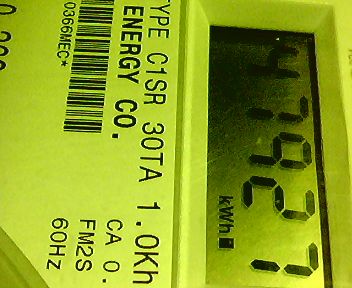 47927
kWh
TYPE C1SR 30TA 1.0Kh
ENERGY CO.
CA 0.
FM2S
60HZ
0366MEC*